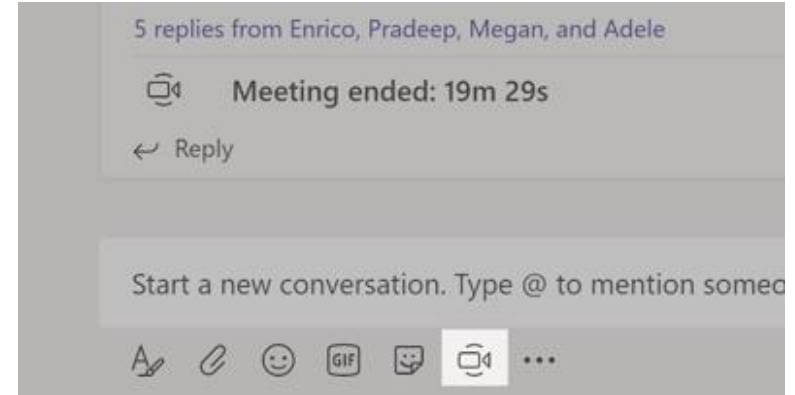 5 replies from Enrico, Pradeep, Megan, and Adele
Meeting ended: 19m 29s
Reply
Start a new conversation. Type @ to mention someo
GIF